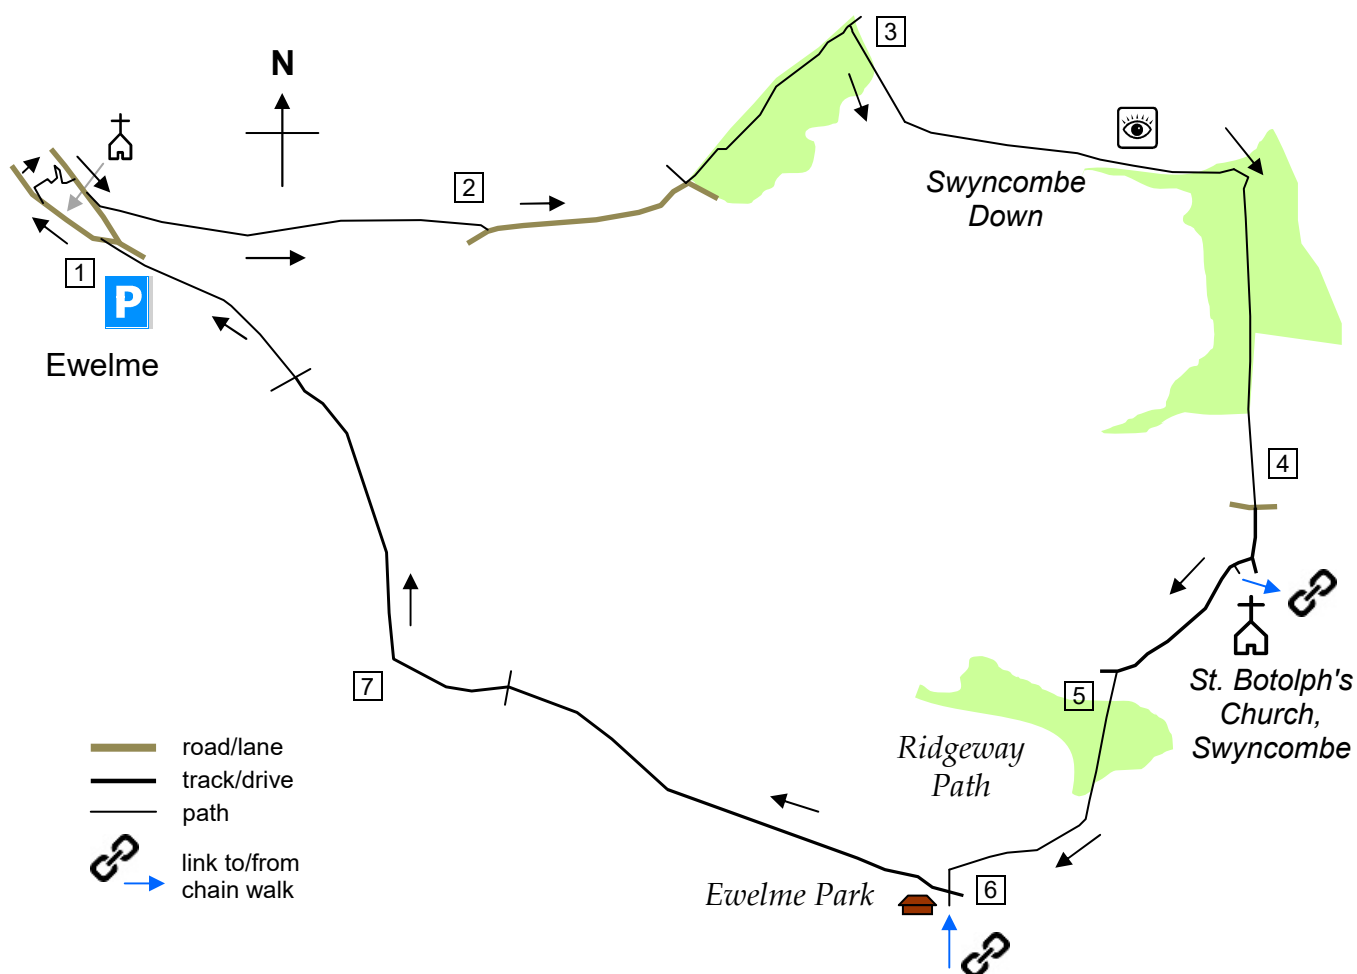 N
3
2
Swyncombe
Down
1
P
Ewelme
4
7
5
St. Botolph's
Church,
Swyncombe
Ridgeway
Path
road/lane
track/drive
path
link to/from
chain walk
Ewelme Park
6